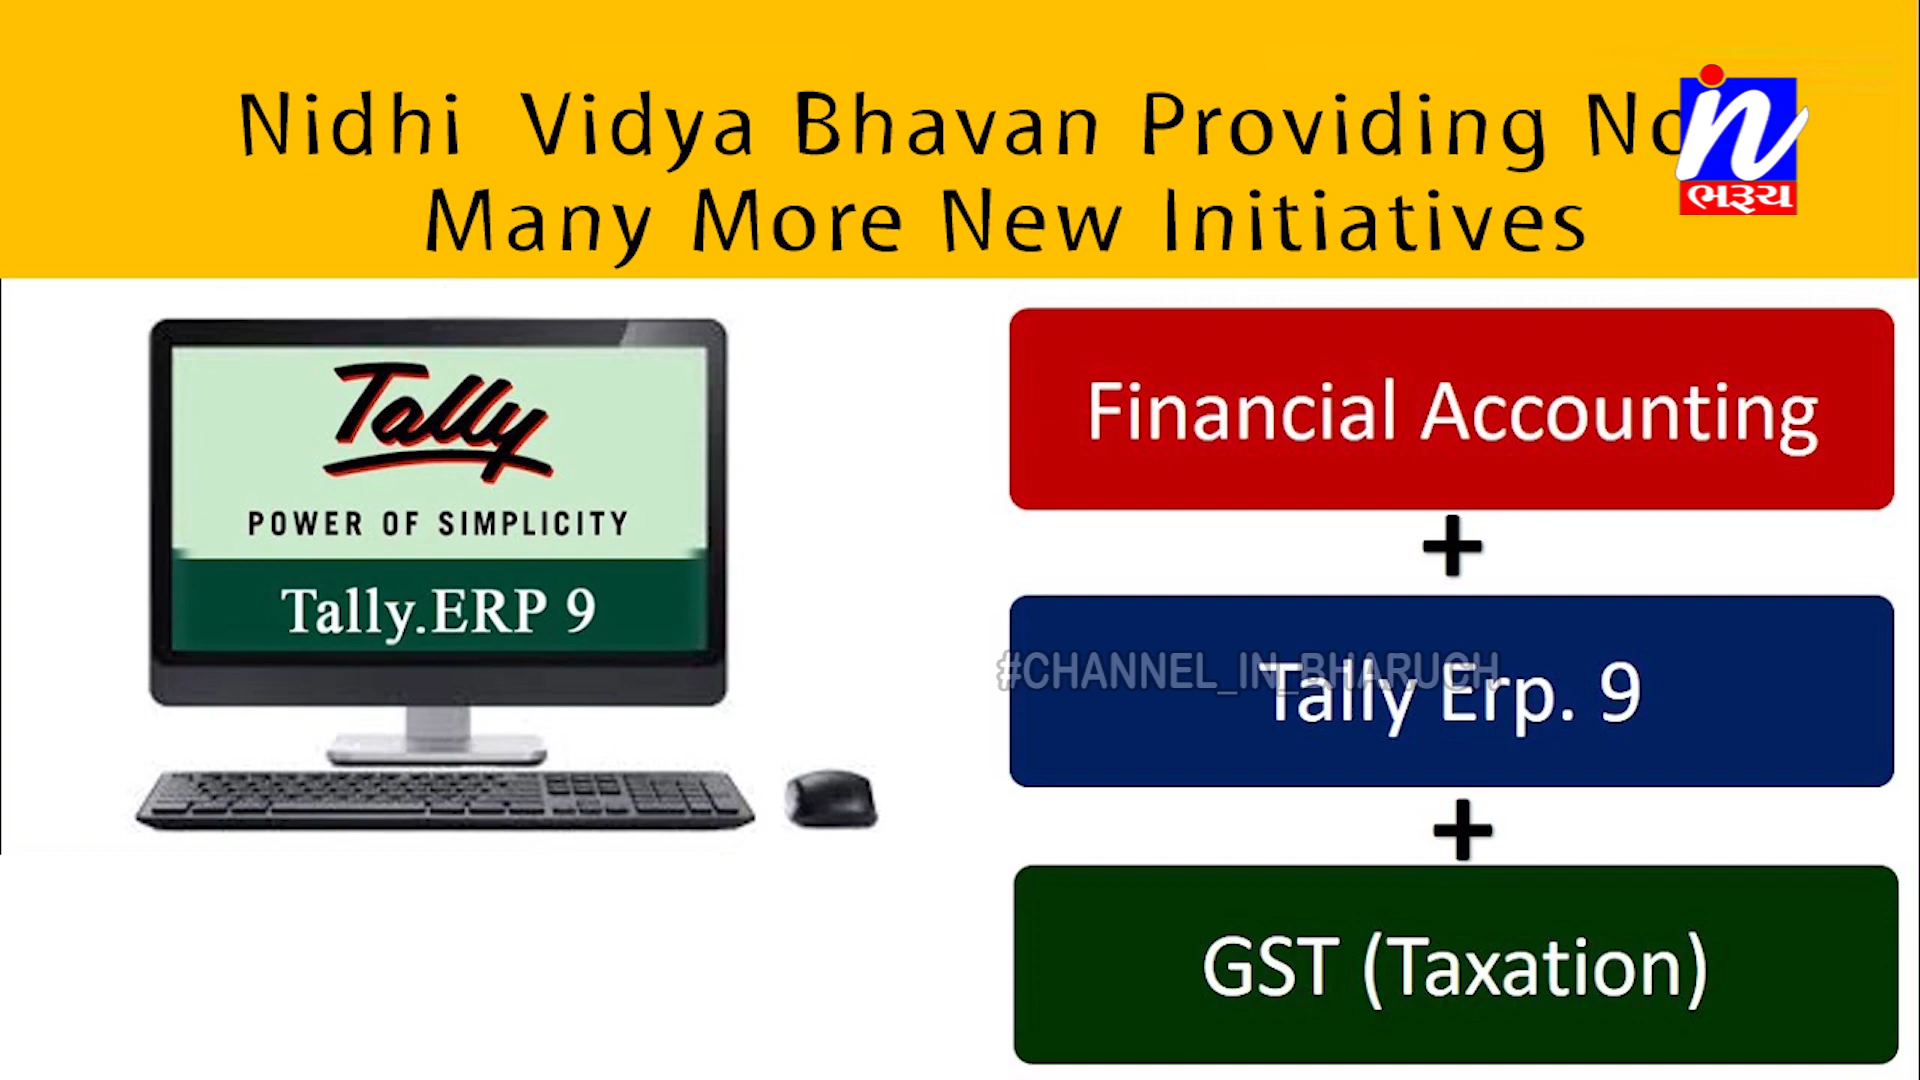 Nidhi Vidya Bhavan Providing
Many More New Initiatives
in
ભરૂચ
Tally
POWER OF SIMPLICITY
Tally.ERP 9
Financial Accounting
+
#CHANNEL_IN_BHARUCH
Tally Erp. 9
+
GST (Taxation)